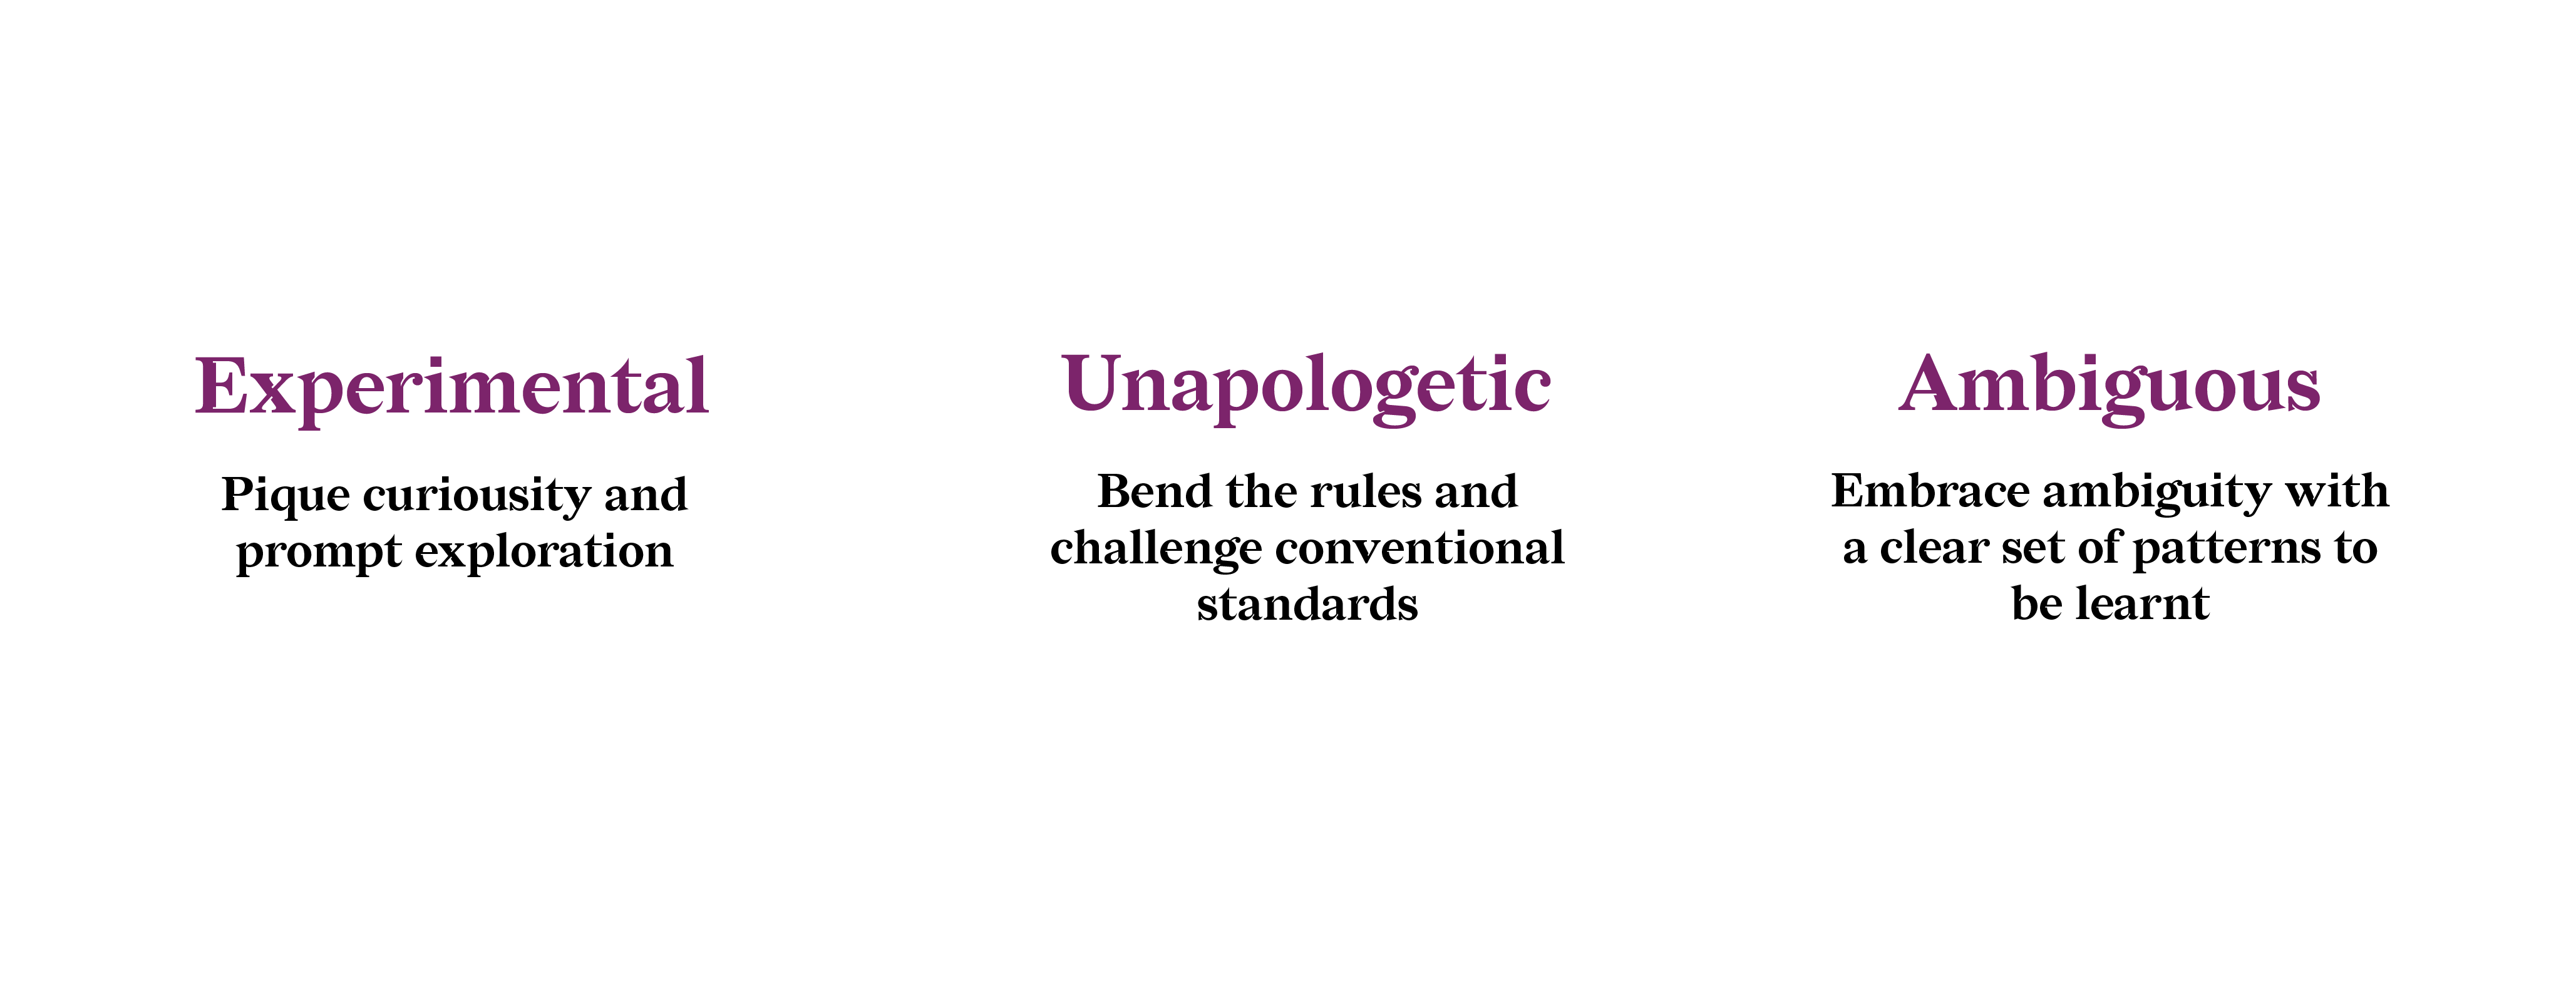 Experimental
Pique curiousity and
prompt exploration
Unapologetic
Bend the rules and
challenge conventional
standards
Ambiguous
Embrace ambiguity with
a clear set of patterns to
be learnt